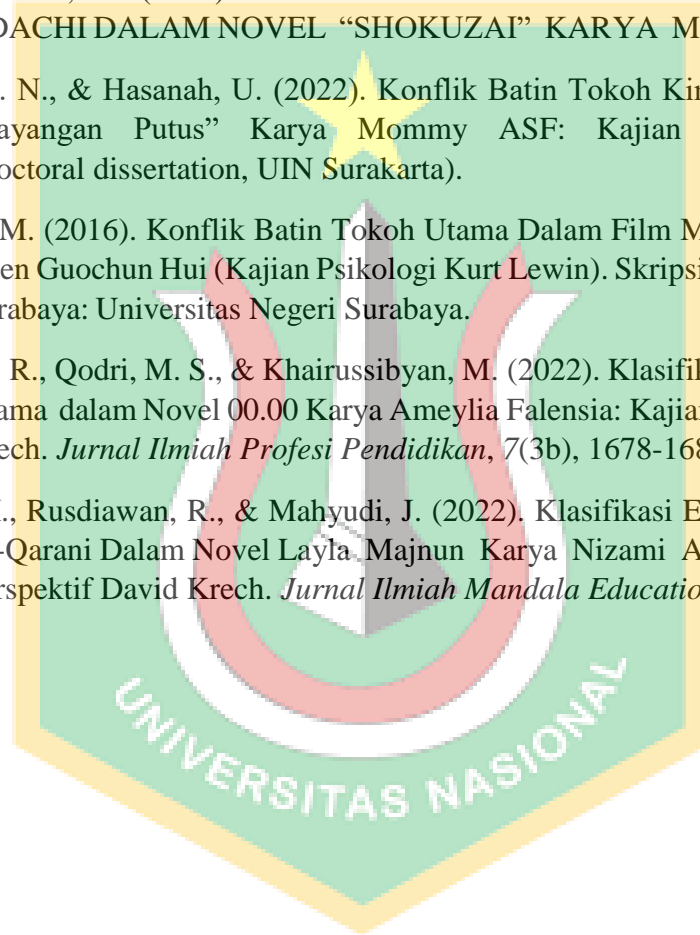 DACHI DALAM NOVEL “SHOKUZAI” KARYA M
. N., & Hasanah, U. (2022). Konflik Batin Tokoh Kin
ayangan Putus” Karya Mommy ASF: Kajian
octoral dissertation, UIN Surakarta).
M. (2016). Konflik Batin Tokoh Utama Dalam Film M
en Guochun Hui (Kajian Psikologi Kurt Lewin). Skripsi
rabaya: Universitas Negeri Surabaya.
R., Qodri, M. S., & Khairussibyan, M. (2022). Klasifik
ama dalam Novel 00.00 Karya Ameylia Falensia: Kajian
ech. Jurnal Ilmiah Profesi Pendidikan, 7(3b), 1678-168
., Rusdiawan, R., & Mahyudi, J. (2022). Klasifikasi E
-Qarani Dalam Novel Layla Majnun Karya Nizami A
rspektif David Krech. Jurnal Ilmiah Mandala Educatio
UNIVERSITAS NASIONAL